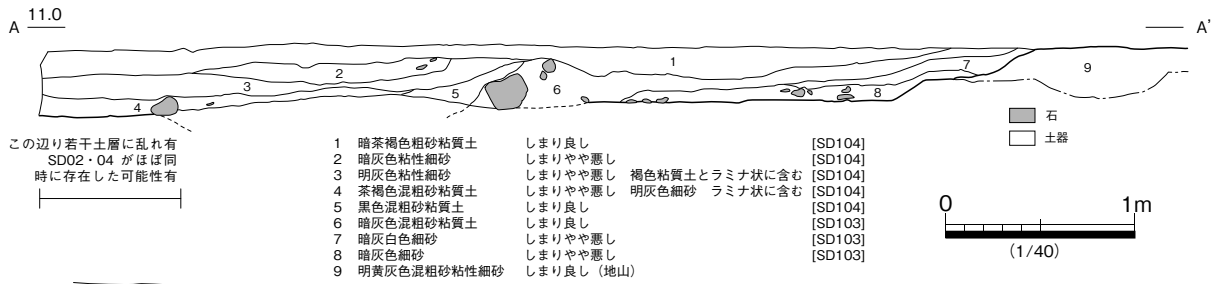 A 11.0 A'
1
2
7
9
3
5
6
4
8
石
土器
この辺り若干土層に乱れ有
SD02・04 がほぼ同
時に存在した可能性有
1 暗茶褐色粗砂粘質土 しまり良し [SD104]
2 暗灰色粘性細砂 しまりやや悪し [SD104]
3 明灰色粘性細砂 しまりやや悪し 褐色粘質土とラミナ状に含む [SD104]
4 茶褐色混粗砂粘質土 しまりやや悪し 明灰色細砂 ラミナ状に含む [SD104]
5 黒色混粗砂粘質土 しまり良し [SD104]
6 暗灰色混粗砂粘質土 しまり良し [SD103]
7 暗灰白色細砂 しまりやや悪し [SD103]
8 暗灰色細砂 しまりやや悪し [SD103]
9 明黄灰色混粗砂粘性細砂 しまり良し（地山）
0 1m
(1/40)